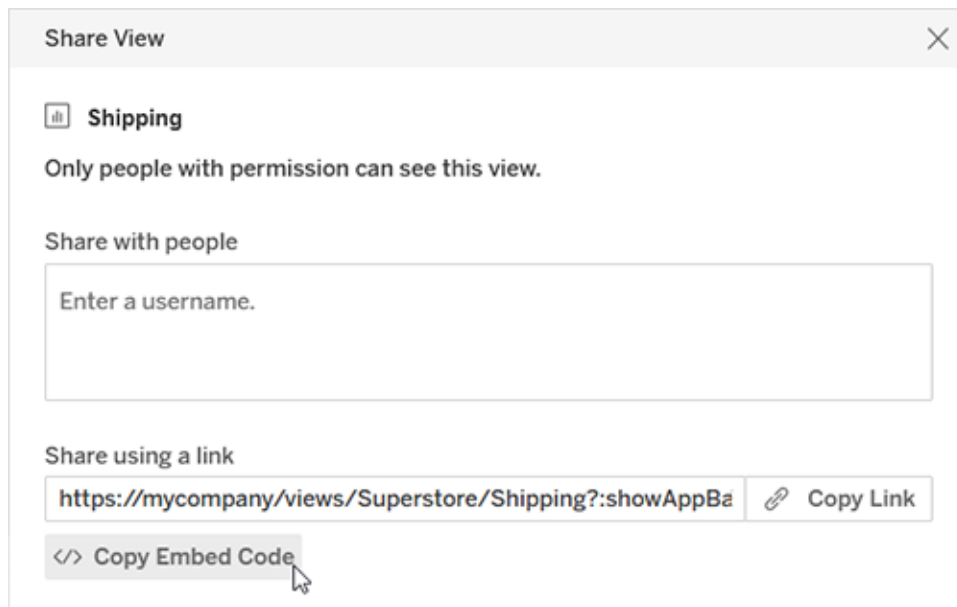 Share View
Shipping
Only people with permission can see this view.
Share with people
Enter a username.
Share using a link
https://mycompany/views/Superstore/Shipping?:showAppBa
Copy Link
</> Copy Embed Code